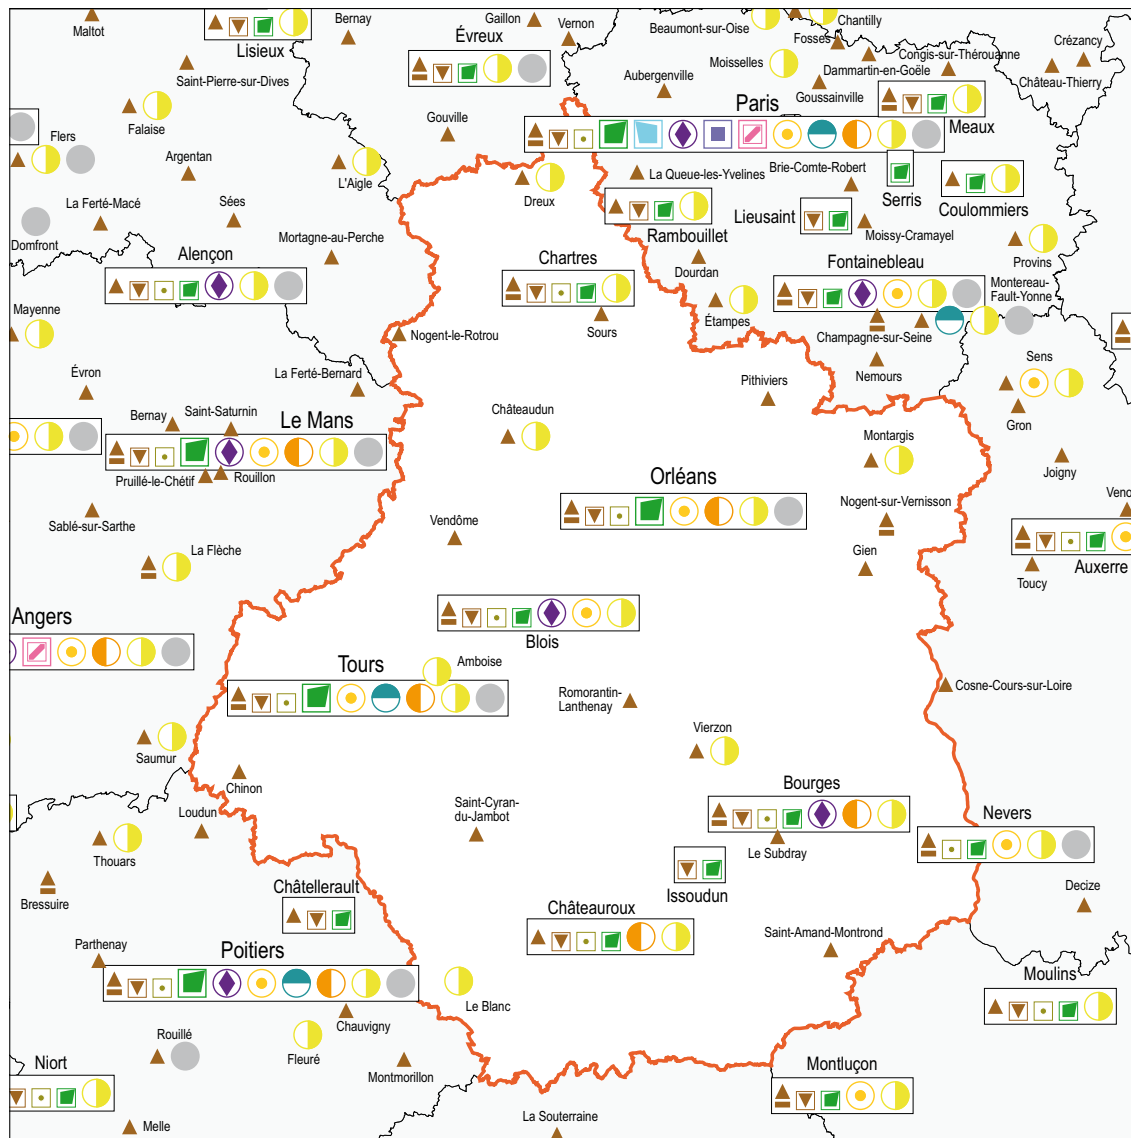 Maltot
Lisieux
Bernay
Gaillon
Vernon
Évreux
Beaumont-sur-Oise
Chantilly
Fosses
Crézancy
Congis-sur-Thérouanne
Saint-Pierre-sur-Dives
Moisselles
Dammartin-en-Goële
Château-Thierry
Aubergenville
Goussainville
Paris
Meaux
Falaise
Gouville
Flers
Argentan
L'Aigle
La Queue-les-Yvelines
Brie-Comte-Robert
Serris
Dreux
Coulommiers
La Ferté-Macé
Sées
Lieusaint
Rambouillet
Moissy-Cramayel
Domfront
Mortagne-au-Perche
Alençon
Chartres
Dourdan
Fontainebleau
Provins
Montereau-
Fault-Yonne
Mayenne
Étampes
Sours
Nogent-le-Rotrou
Champagne-sur-Seine
Sens
Évron
La Ferté-Bernard
Nemours
Pithiviers
Châteaudun
Bernay
Saint-Saturnin
Le Mans
Gron
Montargis
Pruillé-le-Chétif
Rouillon
Joigny
Orléans
Nogent-sur-Vernisson
Veno
Sablé-sur-Sarthe
Vendôme
La Flèche
Gien
Auxerre
Toucy
Angers
Blois
Tours
Amboise
Romorantin-
Lanthenay
Cosne-Cours-sur-Loire
Saumur
Vierzon
Chinon
Bourges
Loudun
Saint-Cyran-
du-Jambot
Nevers
Thouars
Le Subdray
Issoudun
Châtellerault
Bressuire
Decize
Châteauroux
Parthenay
Poitiers
Saint-Amand-Montrond
Moulins
Le Blanc
Chauvigny
Rouillé
Fleuré
Niort
Montmorillon
Montluçon
La Souterraine
Melle